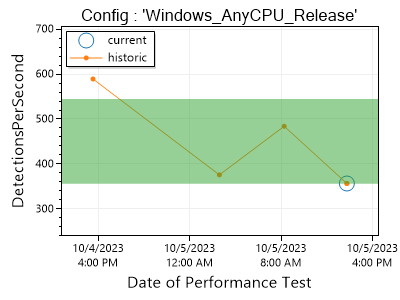 Config : 'Windows_AnyCPU_Release'
700
current
historic
600
500
400
300
DetectionsPerSecond
10/4/2023
4:00 PM
10/5/2023
12:00 AM
10/5/2023
8:00 AM
10/5/2023
4:00 PM
Date of Performance Test